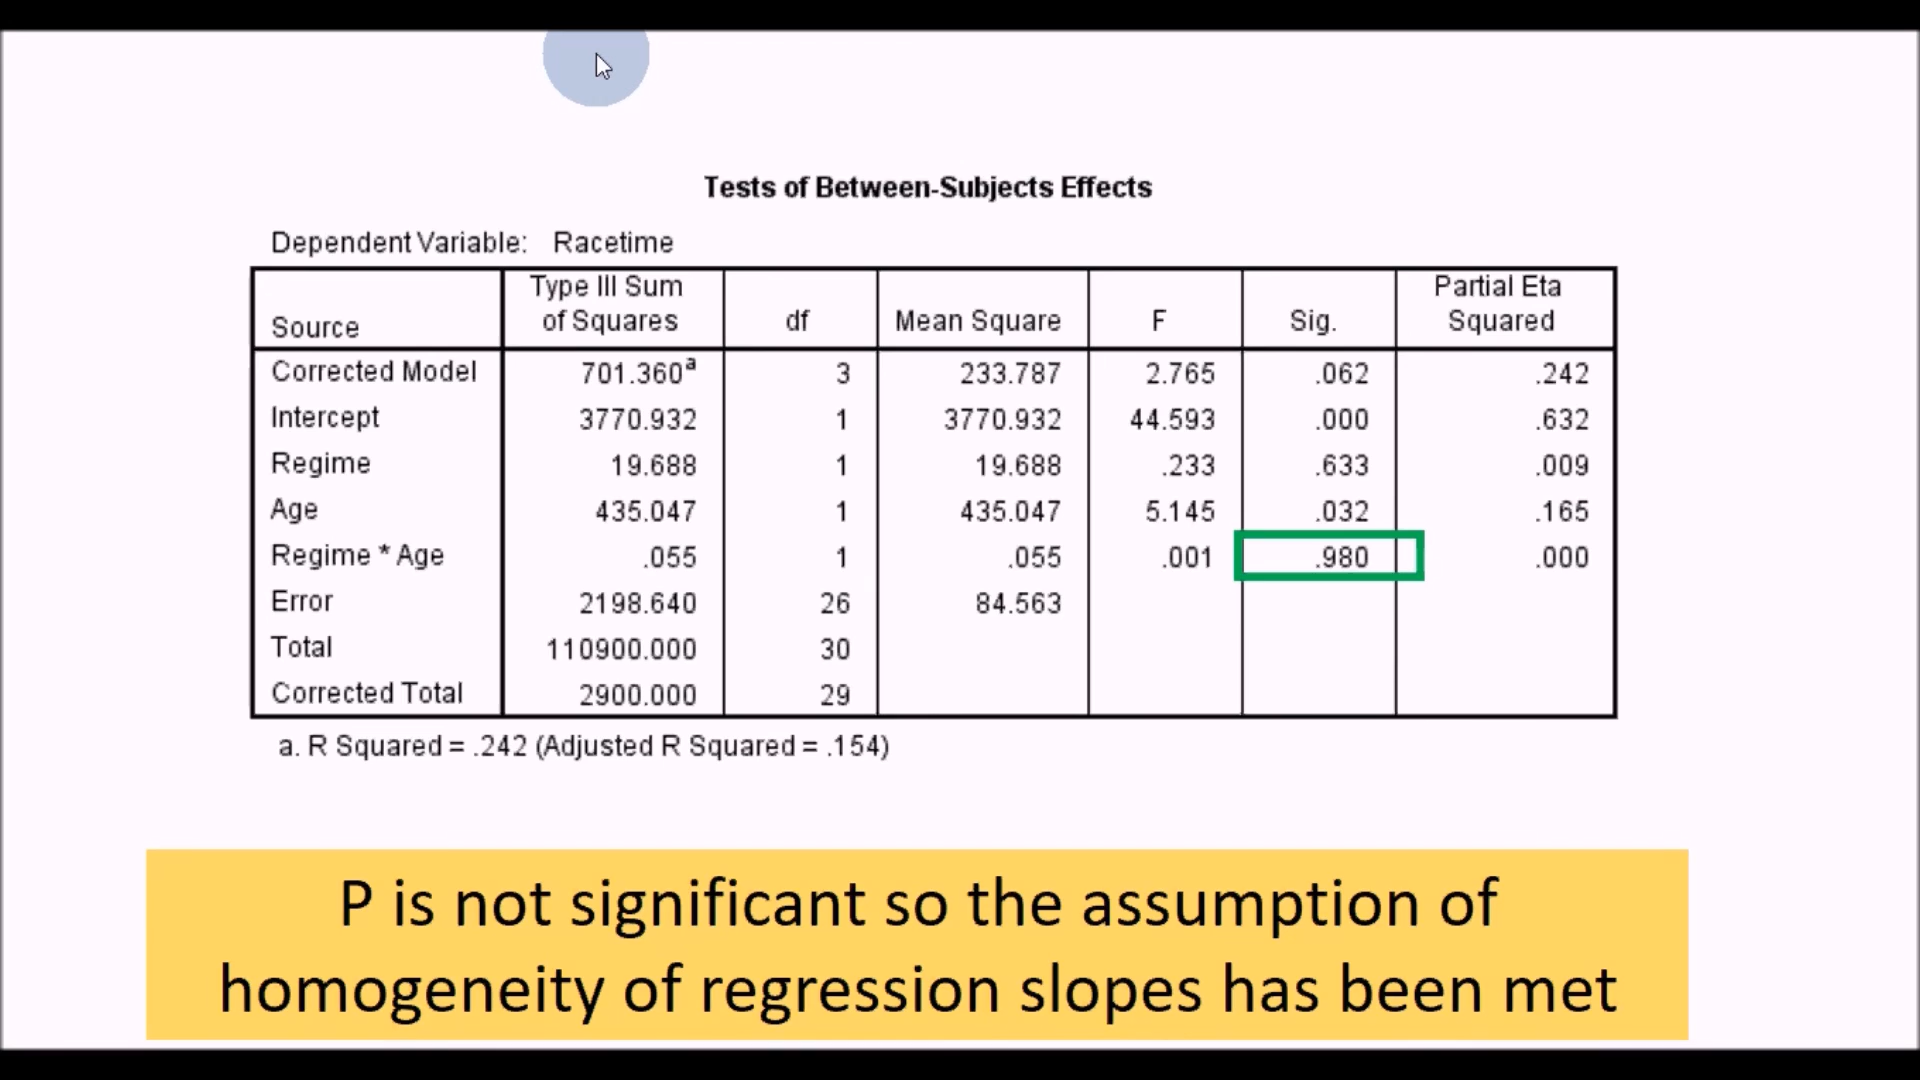 Tests of Between-Subjects Effects
Dependent Variable: Racetime
Source Type III Sum of Squares df Mean Square F Sig. Partial Eta Squared
Corrected Model 701.360a 3 233.787 2.765 .062 .242
Intercept 3770.932 1 3770.932 44.593 .000 .632
Regime 19.688 1 19.688 .233 .633 .009
Age 435.047 1 435.047 5.145 .032 .165
Regime * Age .055 1 .055 .001 .980 .000
Error 2198.640 26 84.563
Total 110900.000 30
Corrected Total 2900.000 29
a. R Squared = .242 (Adjusted R Squared = .154)
P is not significant so the assumption of
homogeneity of regression slopes has been met